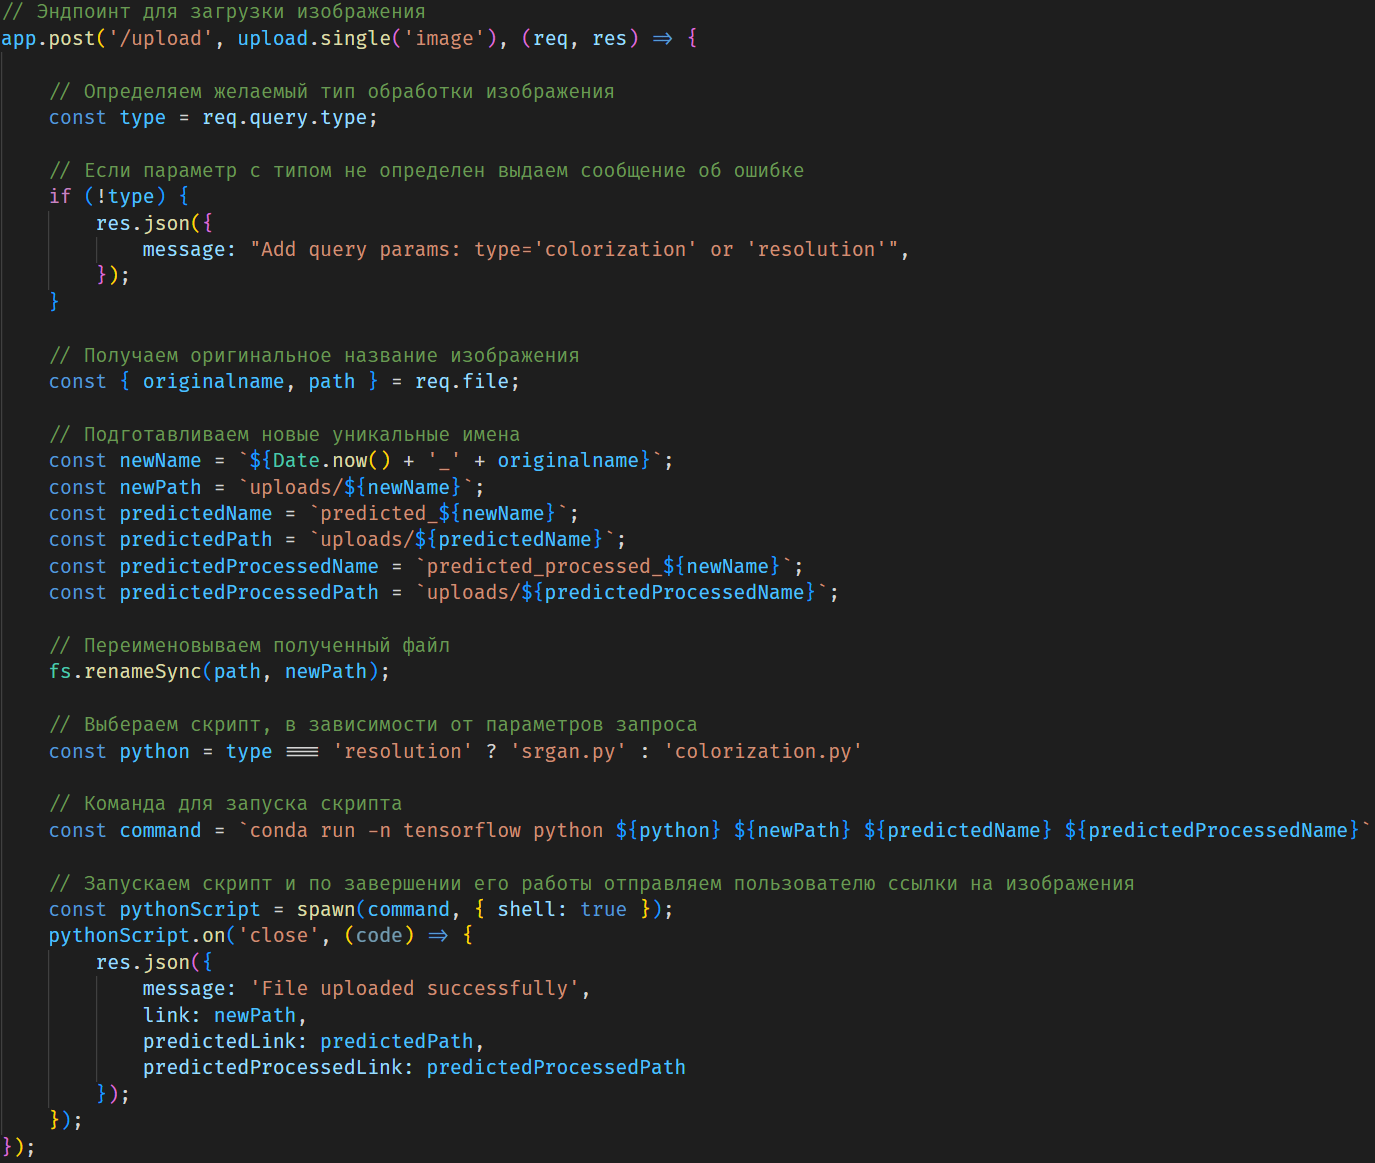 // Эндпоинт для загрузки изображения
app.post('/upload', upload.single('image'), (req, res) => {
// Определяем желаемый тип обработки изображения
const type = req.query.type;
// Если параметр с типом не определен выдаем сообщение об ошибке
if (!type) {
res.json({
message: "Add query params: type='colorization' or 'resolution'",
});
}
// Получаем оригинальное название изображения
const { originalname, path } = req.file;
// Подготавливаем новые уникальные имена
const newName = `${Date.now() + '_' + originalname}`;
const newPath = `uploads/${newName}`;
const predictedName = `predicted_${newName}`;
const predictedPath = `uploads/${predictedName}`;
const predictedProcessedName = `predicted_processed_${newName}`;
const predictedProcessedPath = `uploads/${predictedProcessedName}`;
// Переименовываем полученный файл
fs.renameSync(path, newPath);
// Выбераем скрипт, в зависимости от параметров запроса
const python = type === 'resolution' ? 'srgan.py' : 'colorization.py'
// Команда для запуска скрипта
const command = `conda run -n tensorflow python ${python} ${newPath} ${predictedName} ${predictedProcessedName}`
// Запускаем скрипт и по завершении его работы отправляем пользователю ссылки на изображения
const pythonScript = spawn(command, { shell: true });
pythonScript.on('close', (code) => {
res.json({
message: 'File uploaded successfully',
link: newPath,
predictedLink: predictedPath,
predictedProcessedLink: predictedProcessedPath
});
});
});